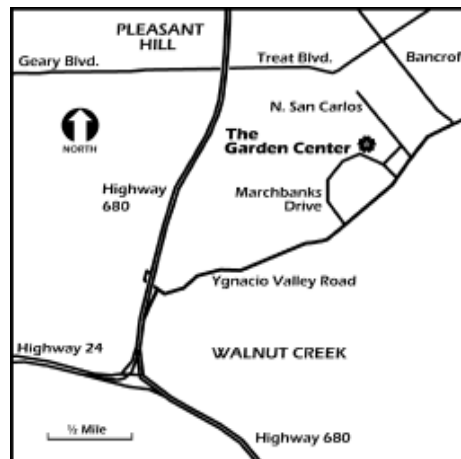 PLEASANT
HILL
Geary Blvd.
Treat Blvd.
Bancrof
N. San Carlos
NORTH
The
Garden Center
Highway
680
Marchbanks
Drive
Ygnacio Valley Road
Highway 24
WALNUT CREEK
½ Mile
Highway 680